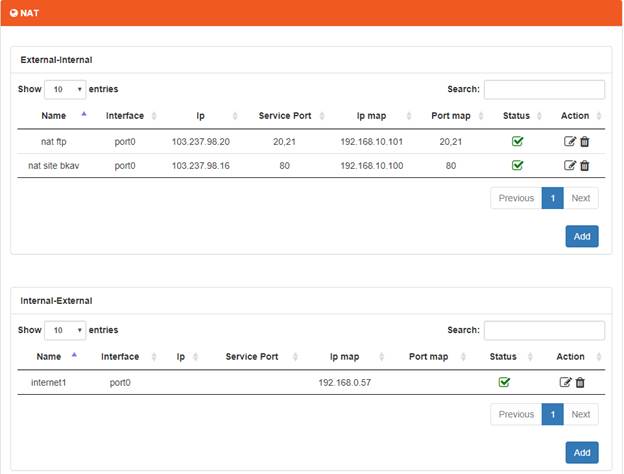 NAT
External-Internal
Show 10 entries Search:
Name Interface Ip Service Port Ip map Port map Status Action
nat ftp port0 103.237.98.20 20,21 192.168.10.101 20,21
nat site bkav port0 103.237.98.16 80 192.168.10.100 80
Previous 1 Next
Add
Internal-External
Show 10 entries Search:
Name Interface Ip Service Port Ip map Port map Status Action
internet1 port0 192.168.0.57
Previous 1 Next
Add